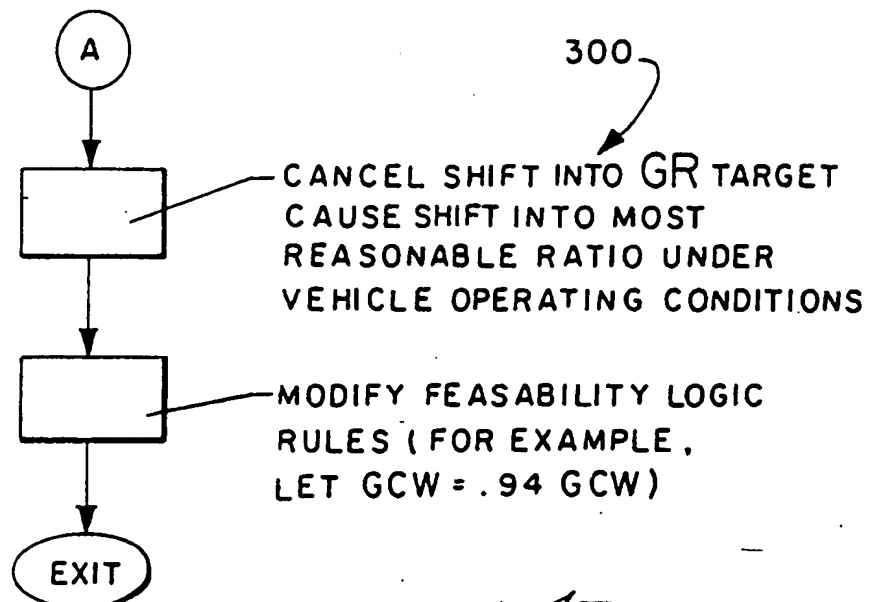 A
300
CANCEL SHIFT INTO GR TARGET
CAUSE SHIFT INTO MOST
REASONABLE RATIO UNDER
VEHICLE OPERATING CONDITIONS
MODIFY FEASABILITY LOGIC
RULES (FOR EXAMPLE,
LET GCW = .94 GCW)
EXIT